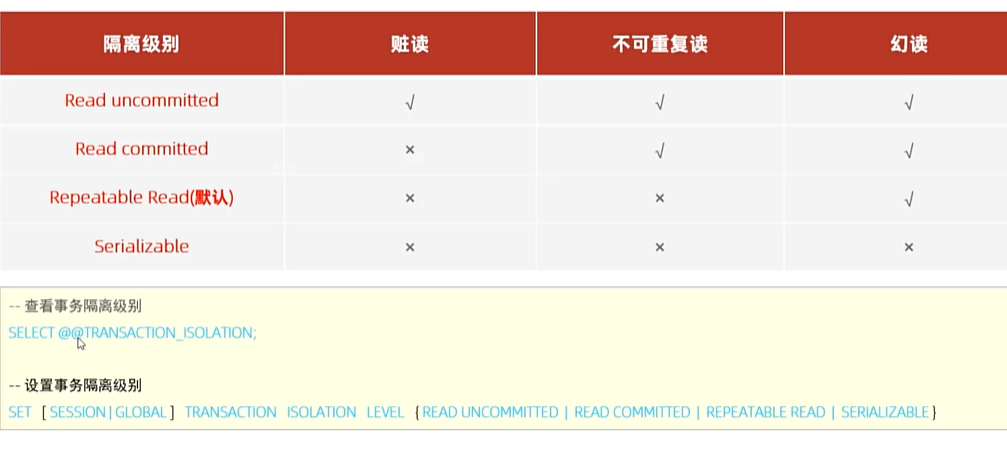 隔离级别 脏读 不可重复读 幻读
Read uncommitted √ √ √
Read committed × √ √
Repeatable Read(默认) × × √
Serializable × × ×
-- 查看事务隔离级别
SELECT @@TRANSACTION_ISOLATION;
-- 设置事务隔离级别
SET [ SESSION | GLOBAL ] TRANSACTION ISOLATION LEVEL { READ UNCOMMITTED | READ COMMITTED | REPEATABLE READ | SERIALIZABLE }